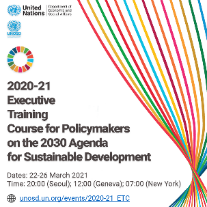 United Nations
Department of
Economic and
Social Affairs
UNOSD
2020-21
Executive
Training
Course for Policymakers
on the 2030 Agenda
for Sustainable Development
Dates: 22-26 March 2021
Time: 20:00 (Seoul); 12:00 (Geneva); 07:00 (New York)
unosd.un.org/events/2020-21_ETC